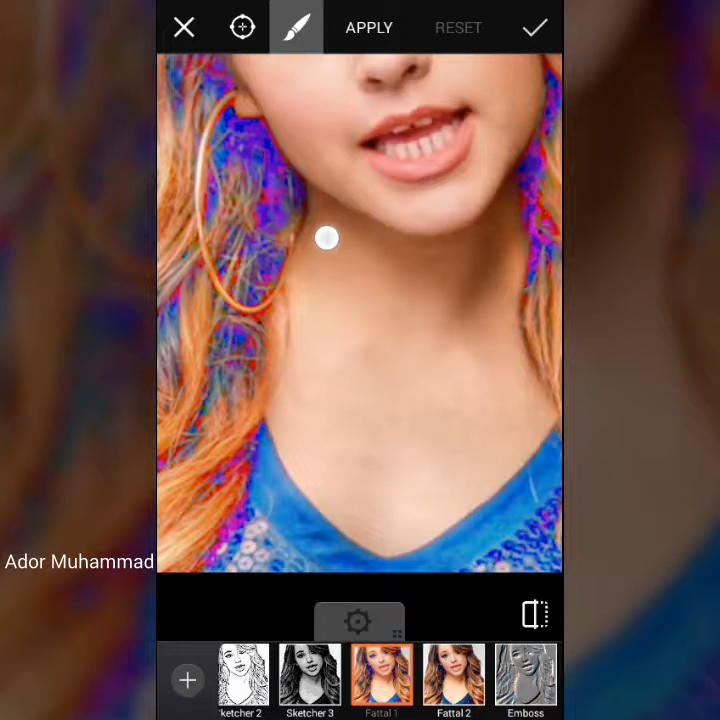 APPLY RESET
Ador Muhammad
ketcher 2 Sketcher 3 Fattal 1 Fattal 2 Emboss